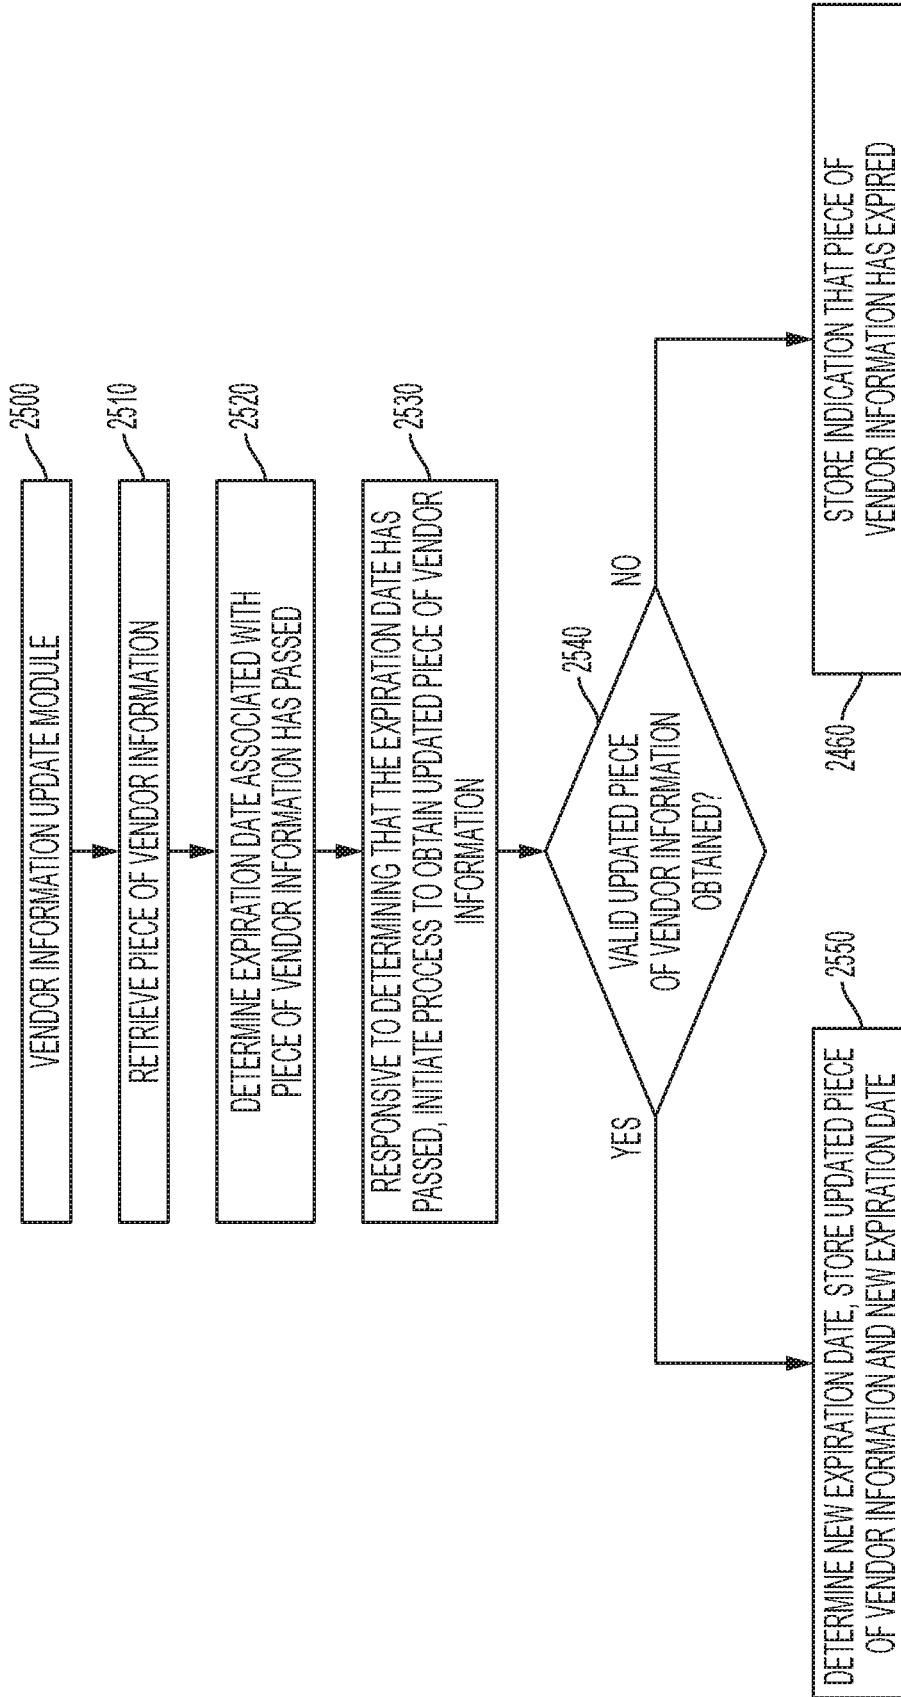 VENDOR INFORMATION UPDATE MODULE
2500
RETRIEVE PIECE OF VENDOR INFORMATION
2510
DETERMINE EXPIRATION DATE ASSOCIATED WITH
PIECE OF VENDOR INFORMATION HAS PASSED
2520
RESPONSIVE TO DETERMINING THAT THE EXPIRATION DATE HAS
PASSED, INITIATE PROCESS TO OBTAIN UPDATED PIECE OF VENDOR
INFORMATION
2530
VALID UPDATED PIECE
OF VENDOR INFORMATION
OBTAINED?
2540
YES
NO
DETERMINE NEW EXPIRATION DATE, STORE UPDATED PIECE
OF VENDOR INFORMATION AND NEW EXPIRATION DATE
2550
STORE INDICATION THAT PIECE OF
VENDOR INFORMATION HAS EXPIRED
2460